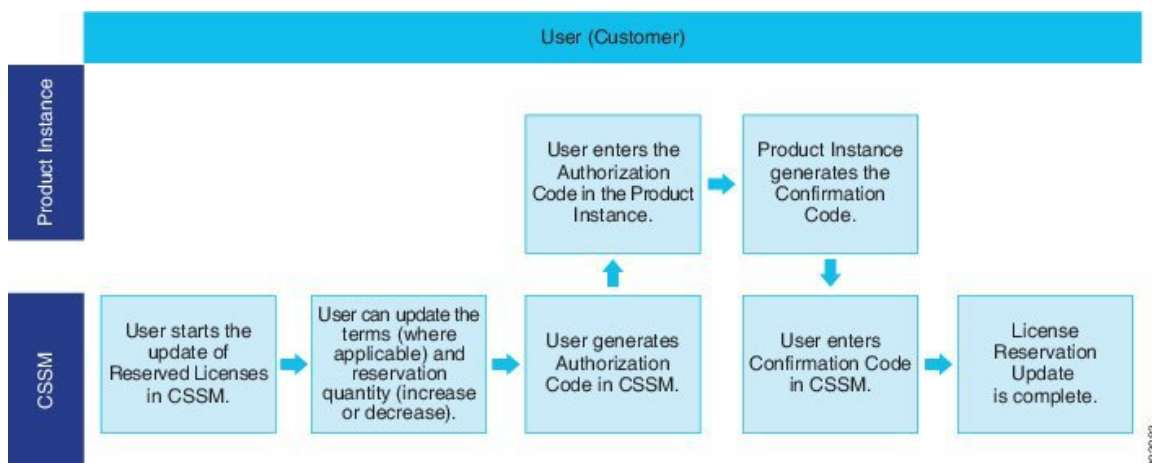 User (Customer)
Product Instance
User enters the
Authorization
Code in the Product
Instance.
Product Instance
generates the
Confirmation
Code.
CSSM
User starts the
update of
Reserved Licenses
in CSSM.
User can update the
terms (where
applicable) and
reservation
quantity (increase
or decrease).
User generates
Authorization
Code in CSSM.
User enters
Confirmation Code
in CSSM.
License
Reservation
Update
is complete.